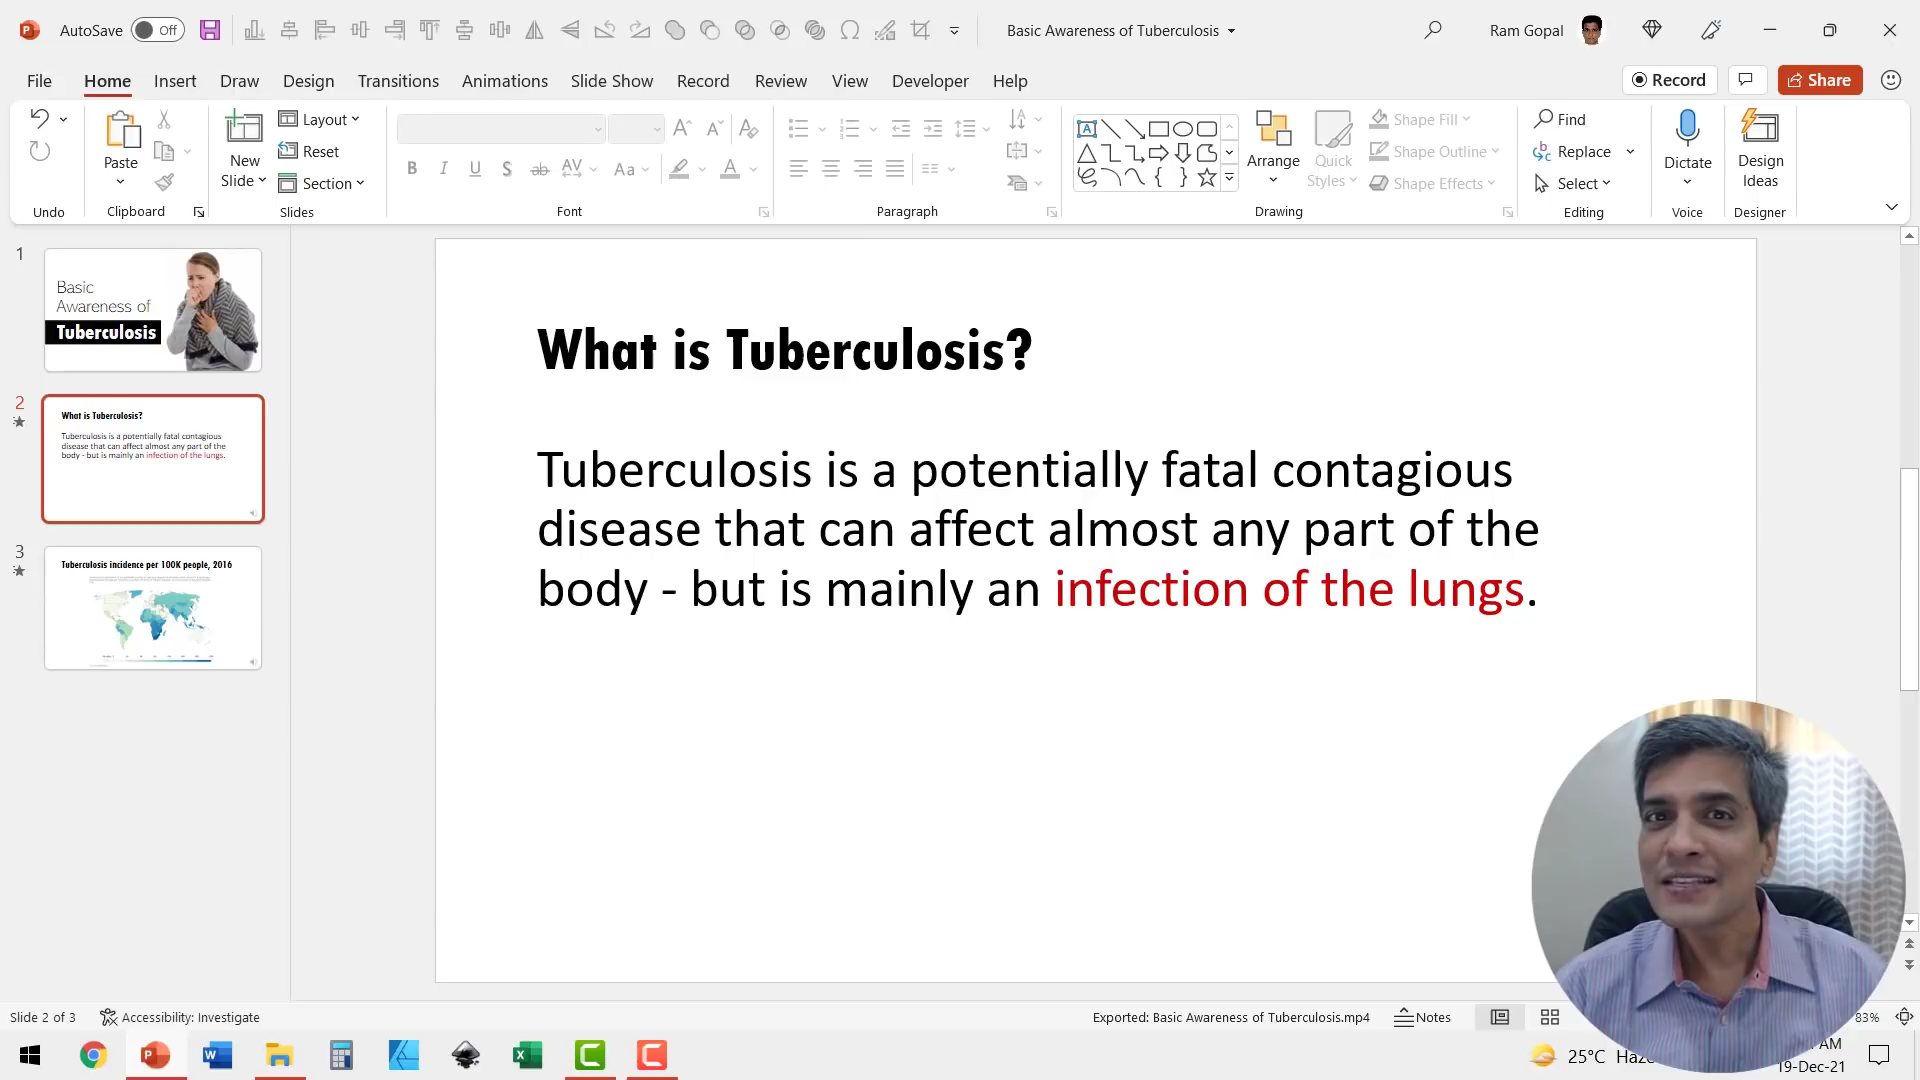 AutoSave Off
Basic Awareness of Tuberculosis
Ram Gopal
File Home Insert Draw Design Transitions Animations Slide Show Record Review View Developer Help
Record
Share
Undo
Paste
Clipboard
New Slide
Layout
Reset
Section
Slides
Font
Paragraph
Arrange
Quick Styles
Shape Fill
Shape Outline
Shape Effects
Drawing
Find
Replace
Select
Editing
Dictate
Voice
Design Ideas
Designer
1
Basic
Awareness of
Tuberculosis
2
What is Tuberculosis?
Tuberculosis is a potentially fatal contagious
disease that can affect almost any part of the
body - but is mainly an infection of the lungs.
3
Tuberculosis incidence per 100K people, 2016
What is Tuberculosis?
Tuberculosis is a potentially fatal contagious
disease that can affect almost any part of the
body - but is mainly an infection of the lungs.
Slide 2 of 3
Accessibility: Investigate
Exported: Basic Awareness of Tuberculosis.mp4
Notes
83%
25°C
AM
19-Dec-21